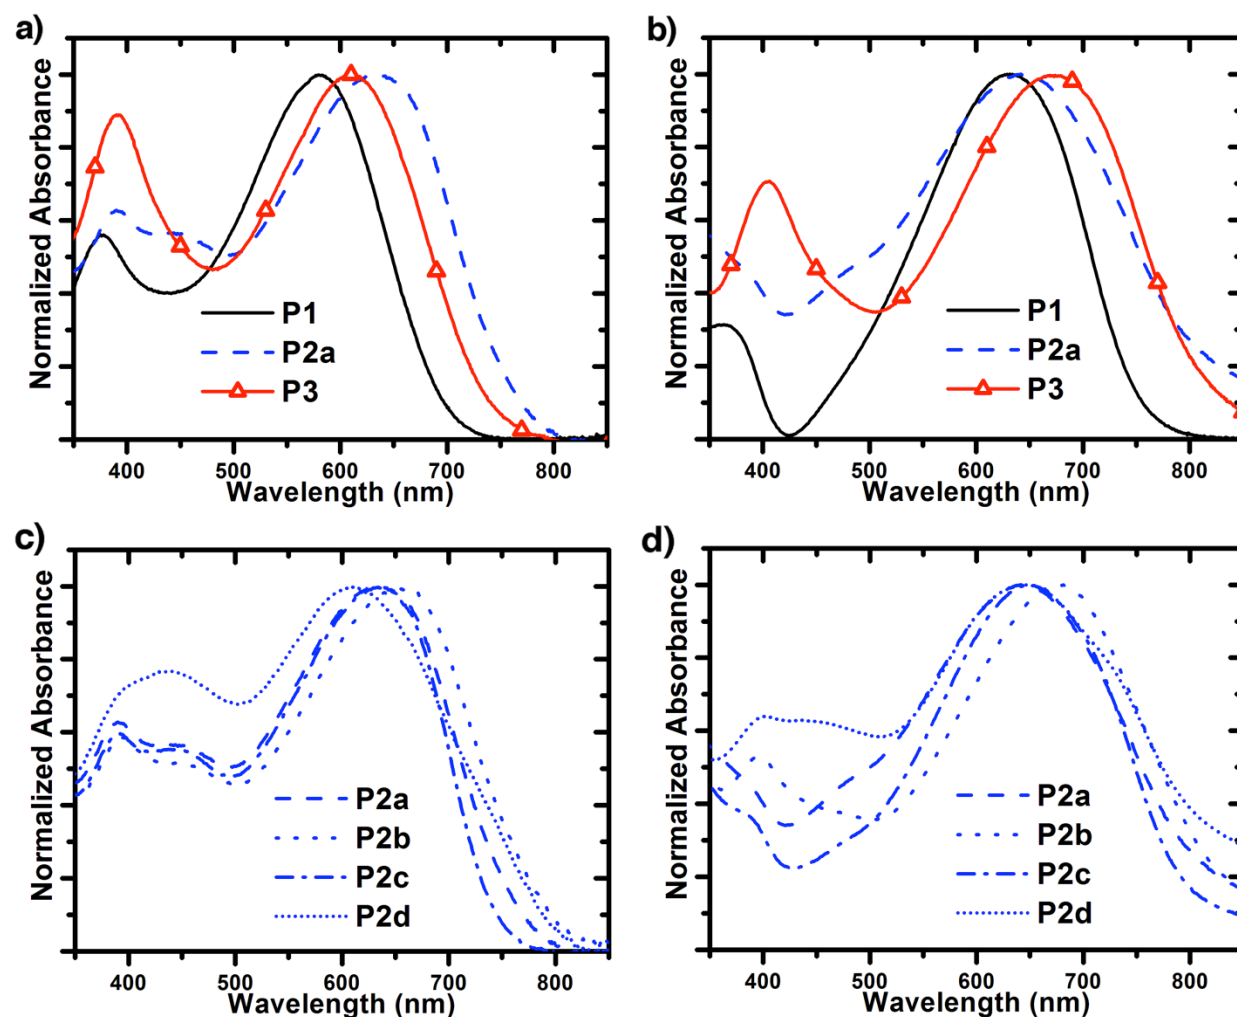 a)
Normalized Absorbance
P1
P2a
P3
400 500 600 700 800
Wavelength (nm)
b)
Normalized Absorbance
P1
P2a
P3
400 500 600 700 800
Wavelength (nm)
c)
Normalized Absorbance
P2a
P2b
P2c
P2d
400 500 600 700 800
Wavelength (nm)
d)
Normalized Absorbance
P2a
P2b
P2c
P2d
400 500 600 700 800
Wavelength (nm)